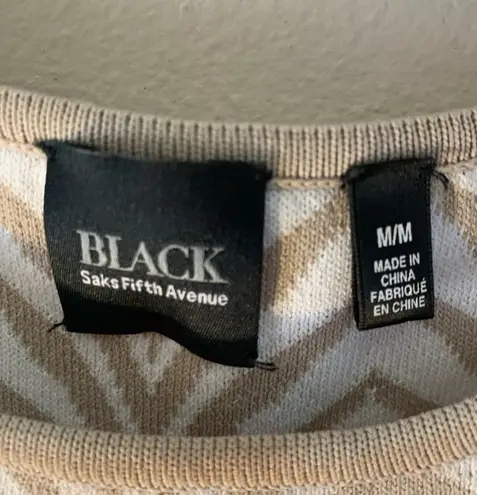 BLACK
Saks Fifth Avenue
M/M
MADE IN
CHINA
FABRIQUÉ
EN CHINE